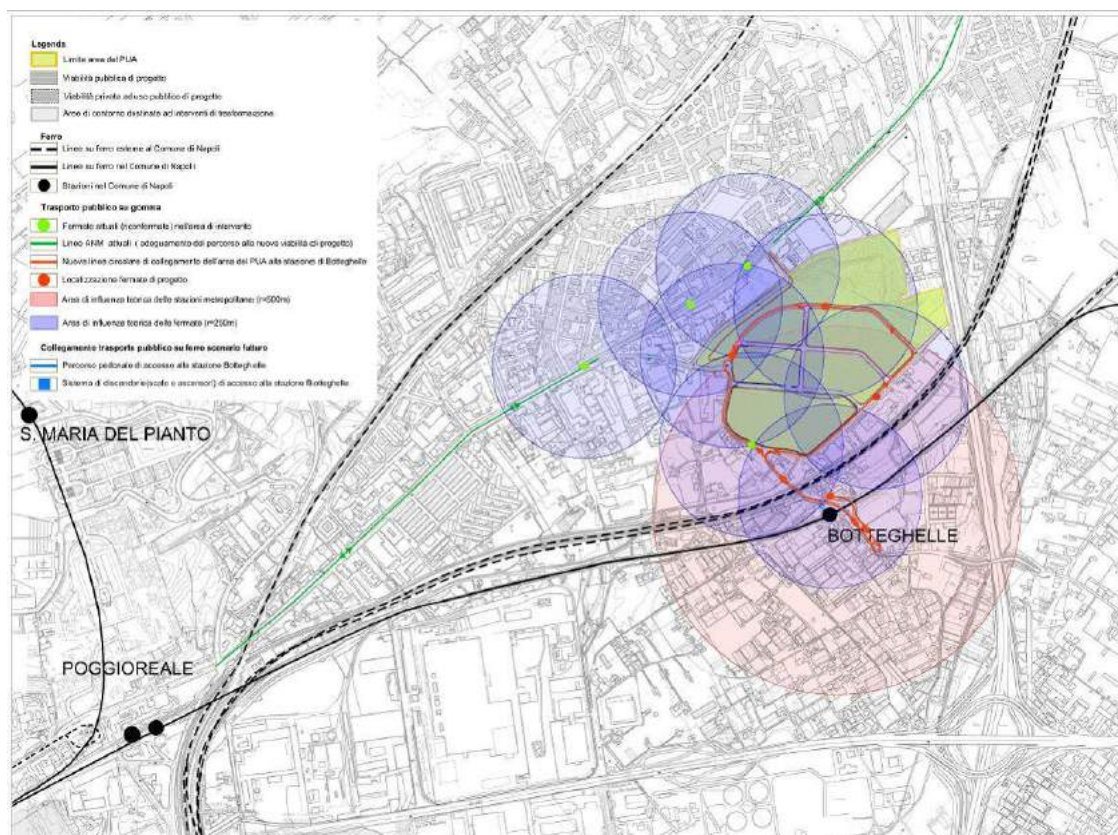 Legenda
Limite area del PUA
Viabilità pubblica di progetto
Viabilità privata ad uso pubblico di progetto
Aree di contorno destinate ad interventi di trasformazione
Ferro
Linee su ferro esterne al Comune di Napoli
Linee su ferro nel Comune di Napoli
Stazioni nel Comune di Napoli
Trasporto pubblico su gomma
Fermate attuali (riconfermate) nell'area di intervento
Linee ANM attuali ( adeguamento del percorso alla nuova viabilità di progetto)
Nuova linea circolare di collegamento dell'area del PUA alla stazione di Botteghelle
Localizzazione fermate di progetto
Area di influenza teorica delle stazioni metropolitane (r=500m)
Area di influenza teorica delle fermate (r=250m)
Collegamento trasporto pubblico su ferro scenario futuro
Percorso pedonale di accesso alla stazione Botteghelle
Sistema di discenderie(scale e ascensori) di accesso alla stazione Botteghelle
S. MARIA DEL PIANTO
BOTTEGHELLE
POGGIOREALE